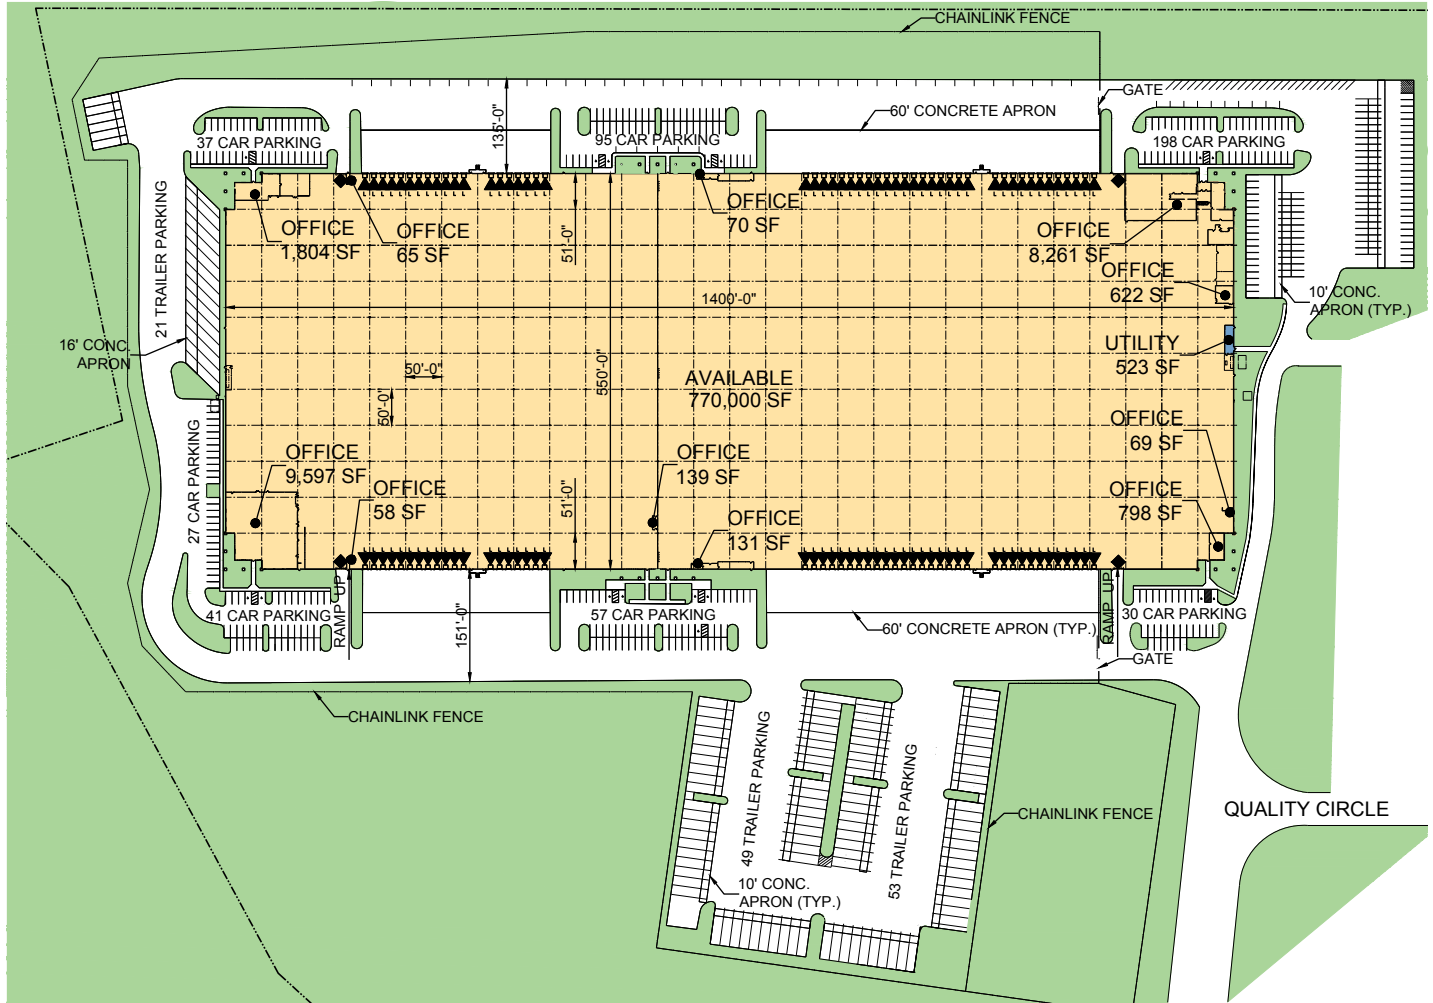 CHAINLINK FENCE
GATE
60' CONCRETE APRON
135'-0"
37 CAR PARKING
95 CAR PARKING
198 CAR PARKING
21 TRAILER PARKING
OFFICE
1,804 SF
OFFICE
65 SF
51'-0"
OFFICE
70 SF
OFFICE
8,261 SF
OFFICE
622 SF
10' CONC.
APRON (TYP.)
1400'-0"
16' CONC.
APRON
UTILITY
523 SF
50'-0"
50'-0"
550'-0"
AVAILABLE
770,000 SF
27 CAR PARKING
OFFICE
69 SF
OFFICE
9,597 SF
OFFICE
58 SF
51'-0"
OFFICE
139 SF
OFFICE
131 SF
OFFICE
798 SF
41 CAR PARKING
RAMP UP
151'-0"
57 CAR PARKING
60' CONCRETE APRON (TYP.)
RAMP UP
30 CAR PARKING
GATE
CHAINLINK FENCE
49 TRAILER PARKING
53 TRAILER PARKING
CHAINLINK FENCE
QUALITY CIRCLE
10' CONC.
APRON (TYP.)